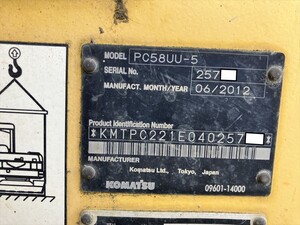 MODEL PC58UU-5
SERIAL NO. 257
MANUFACT. MONTH/YEAR 06/2012
Product Identification Number
*KMTPC221E040257
Komatsu Ltd., Tokyo, Japan
KOMATSU
09601-14000